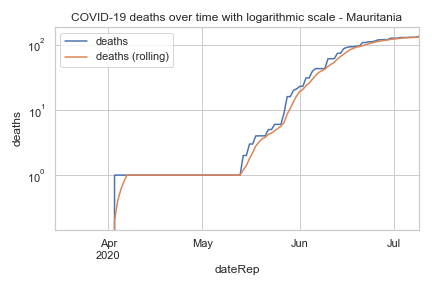 COVID-19 deaths over time with logarithmic scale - Mauritania
deaths
deaths (rolling)
10²
10¹
10⁰
deaths
Apr
2020
May
Jun
Jul
dateRep